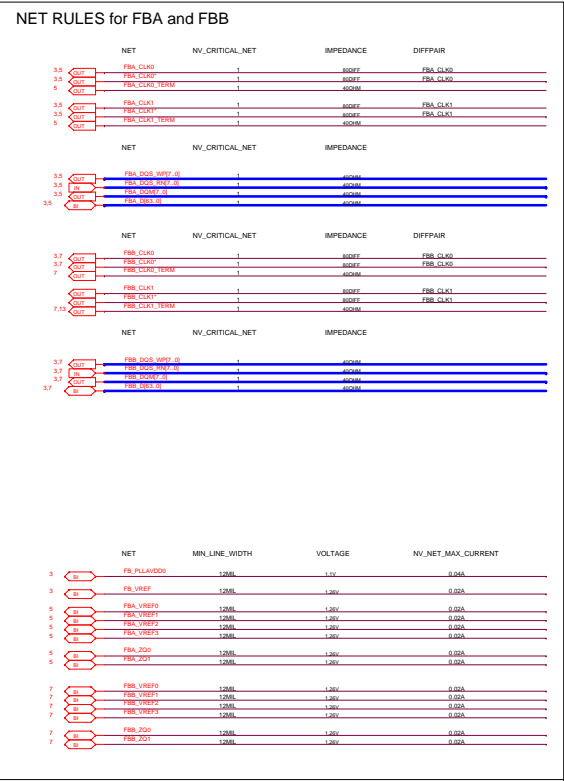 NET RULES for FBA and FBB
NET NV_CRITICAL_NET IMPEDANCE DIFFPAIR
3,5 OUT FBA_CLK0 1 80DIFF FBA_CLK0
3,5 OUT FBA_CLK0* 1 80DIFF FBA_CLK0
5 OUT FBA_CLK0_TERM 1 40OHM
3,5 OUT FBA_CLK1 1 80DIFF FBA_CLK1
3,5 OUT FBA_CLK1* 1 80DIFF FBA_CLK1
5 OUT FBA_CLK1_TERM 1 40OHM
NET NV_CRITICAL_NET IMPEDANCE
3,5 OUT FBA_DQS_WP[7..0] 1 40OHM
3,5 IN FBA_DQS_RN[7..0] 1 40OHM
3,5 OUT FBA_DQM[7..0] 1 40OHM
3,5 BI FBA_D[63..0] 1 40OHM
NET NV_CRITICAL_NET IMPEDANCE DIFFPAIR
3,7 OUT FBB_CLK0 1 80DIFF FBB_CLK0
3,7 OUT FBB_CLK0* 1 80DIFF FBB_CLK0
7 OUT FBB_CLK0_TERM 1 40OHM
OUT FBB_CLK1 1 80DIFF FBB_CLK1
OUT FBB_CLK1* 1 80DIFF FBB_CLK1
7,13 OUT FBB_CLK1_TERM 1 40OHM
NET NV_CRITICAL_NET IMPEDANCE
3,7 OUT FBB_DQS_WP[7..0] 1 40OHM
3,7 IN FBB_DQS_RN[7..0] 1 40OHM
3,7 OUT FBB_DQM[7..0] 1 40OHM
3,7 BI FBB_D[63..0] 1 40OHM
NET MIN_LINE_WIDTH VOLTAGE NV_NET_MAX_CURRENT
3 BI FB_PLLAVDD0 12MIL 1.1V 0.04A
3 BI FB_VREF 12MIL 1.26V 0.02A
5 BI FBA_VREF0 12MIL 1.26V 0.02A
5 BI FBA_VREF1 12MIL 1.26V 0.02A
5 BI FBA_VREF2 12MIL 1.26V 0.02A
5 BI FBA_VREF3 12MIL 1.26V 0.02A
5 BI FBA_ZQ0 12MIL 1.26V 0.02A
5 BI FBA_ZQ1 12MIL 1.26V 0.02A
7 BI FBB_VREF0 12MIL 1.26V 0.02A
7 BI FBB_VREF1 12MIL 1.26V 0.02A
7 BI FBB_VREF2 12MIL 1.26V 0.02A
7 BI FBB_VREF3 12MIL 1.26V 0.02A
7 BI FBB_ZQ0 12MIL 1.26V 0.02A
7 BI FBB_ZQ1 12MIL 1.26V 0.02A